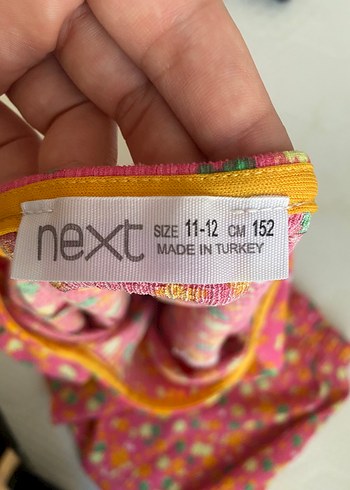 next SIZE 11-12 CM 152
MADE IN TURKEY